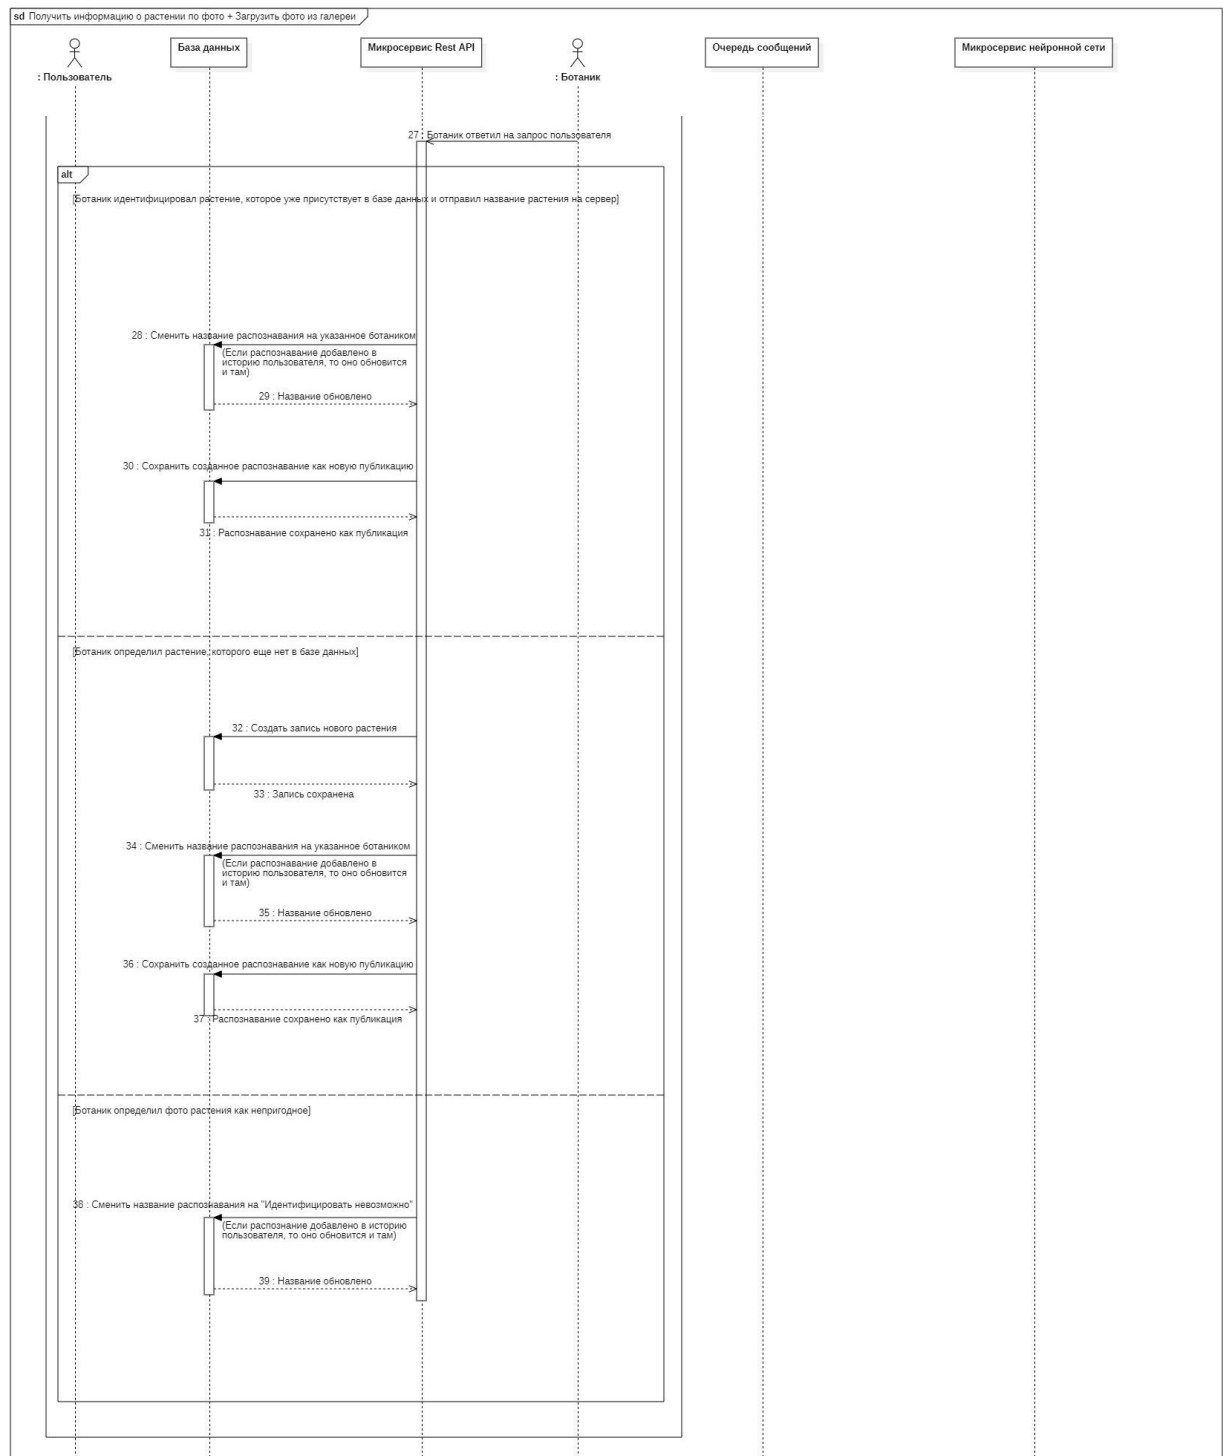 sd Получить информацию о растении по фото + Загрузить фото из галереи
База данных
Микросервис Rest API
Очередь сообщений
Микросервис нейронной сети
: Пользователь
: Ботаник
27 : Ботаник ответил на запрос пользователя
alt
[Ботаник идентифицировал растение, которое уже присутствует в базе данных и отправил название растения на сервер]
28 : Сменить название распознавания на указанное ботаником
(Если распознавание добавлено в
историю пользователя, то оно обновится
и там)
29 : Название обновлено
30 : Сохранить созданное распознавание как новую публикацию
31 : Распознавание сохранено как публикация
[Ботаник определил растение, которого еще нет в базе данных]
32 : Создать запись нового растения
33 : Запись сохранена
34 : Сменить название распознавания на указанное ботаником
(Если распознавание добавлено в
историю пользователя, то оно обновится
и там)
35 : Название обновлено
36 : Сохранить созданное распознавание как новую публикацию
37 : Распознавание сохранено как публикация
[Ботаник определил фото растения как непригодное]
38 : Сменить название распознавания на "Идентифицировать невозможно"
(Если распознание добавлено в историю
пользователя, то оно обновится и там)
39 : Название обновлено